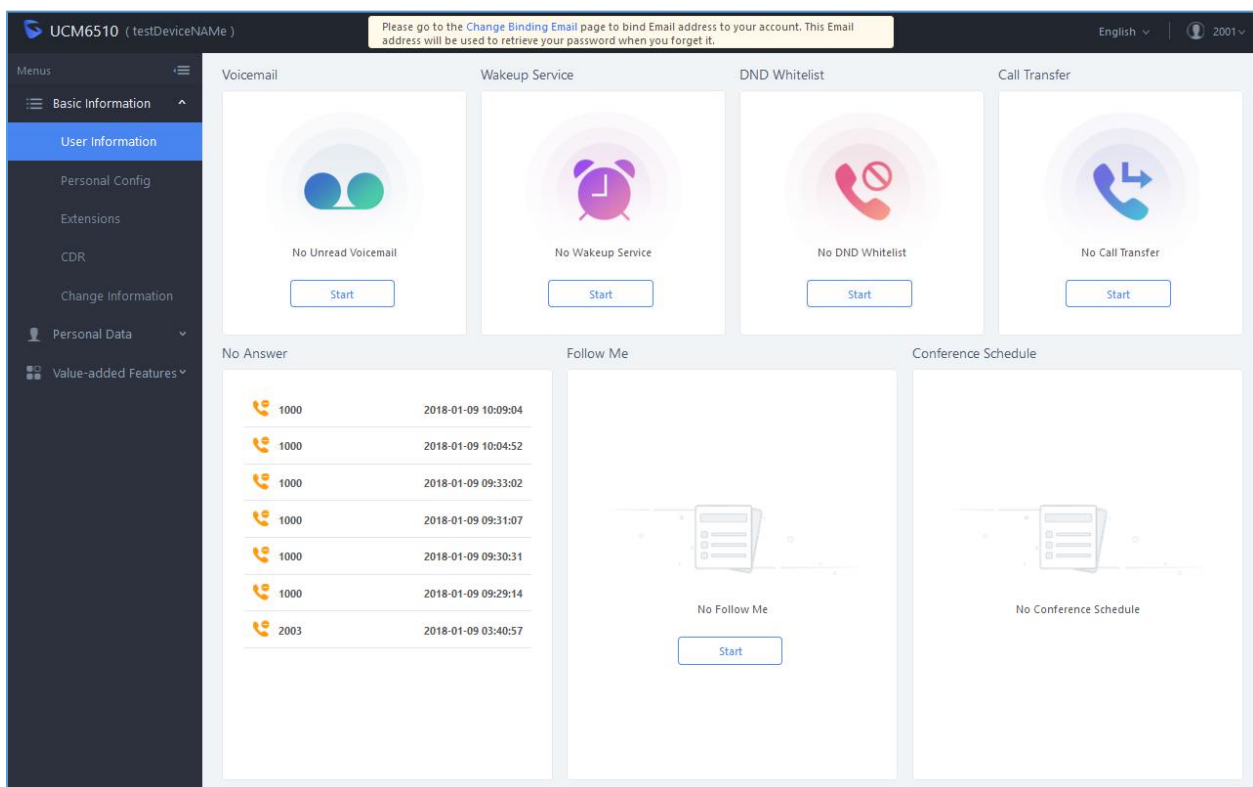 UCM6510 ( testDeviceNAMe )
Please go to the Change Binding Email page to bind Email address to your account. This Email
address will be used to retrieve your password when you forget it.
English
2001
Menus
Basic Information
User Information
Personal Config
Extensions
CDR
Change Information
Personal Data
Value-added Features
Voicemail
No Unread Voicemail
Start
Wakeup Service
No Wakeup Service
Start
DND Whitelist
No DND Whitelist
Start
Call Transfer
No Call Transfer
Start
No Answer
1000 2018-01-09 10:09:04
1000 2018-01-09 10:04:52
1000 2018-01-09 09:33:02
1000 2018-01-09 09:31:07
1000 2018-01-09 09:30:31
1000 2018-01-09 09:29:14
2003 2018-01-09 03:40:57
Follow Me
No Follow Me
Start
Conference Schedule
No Conference Schedule